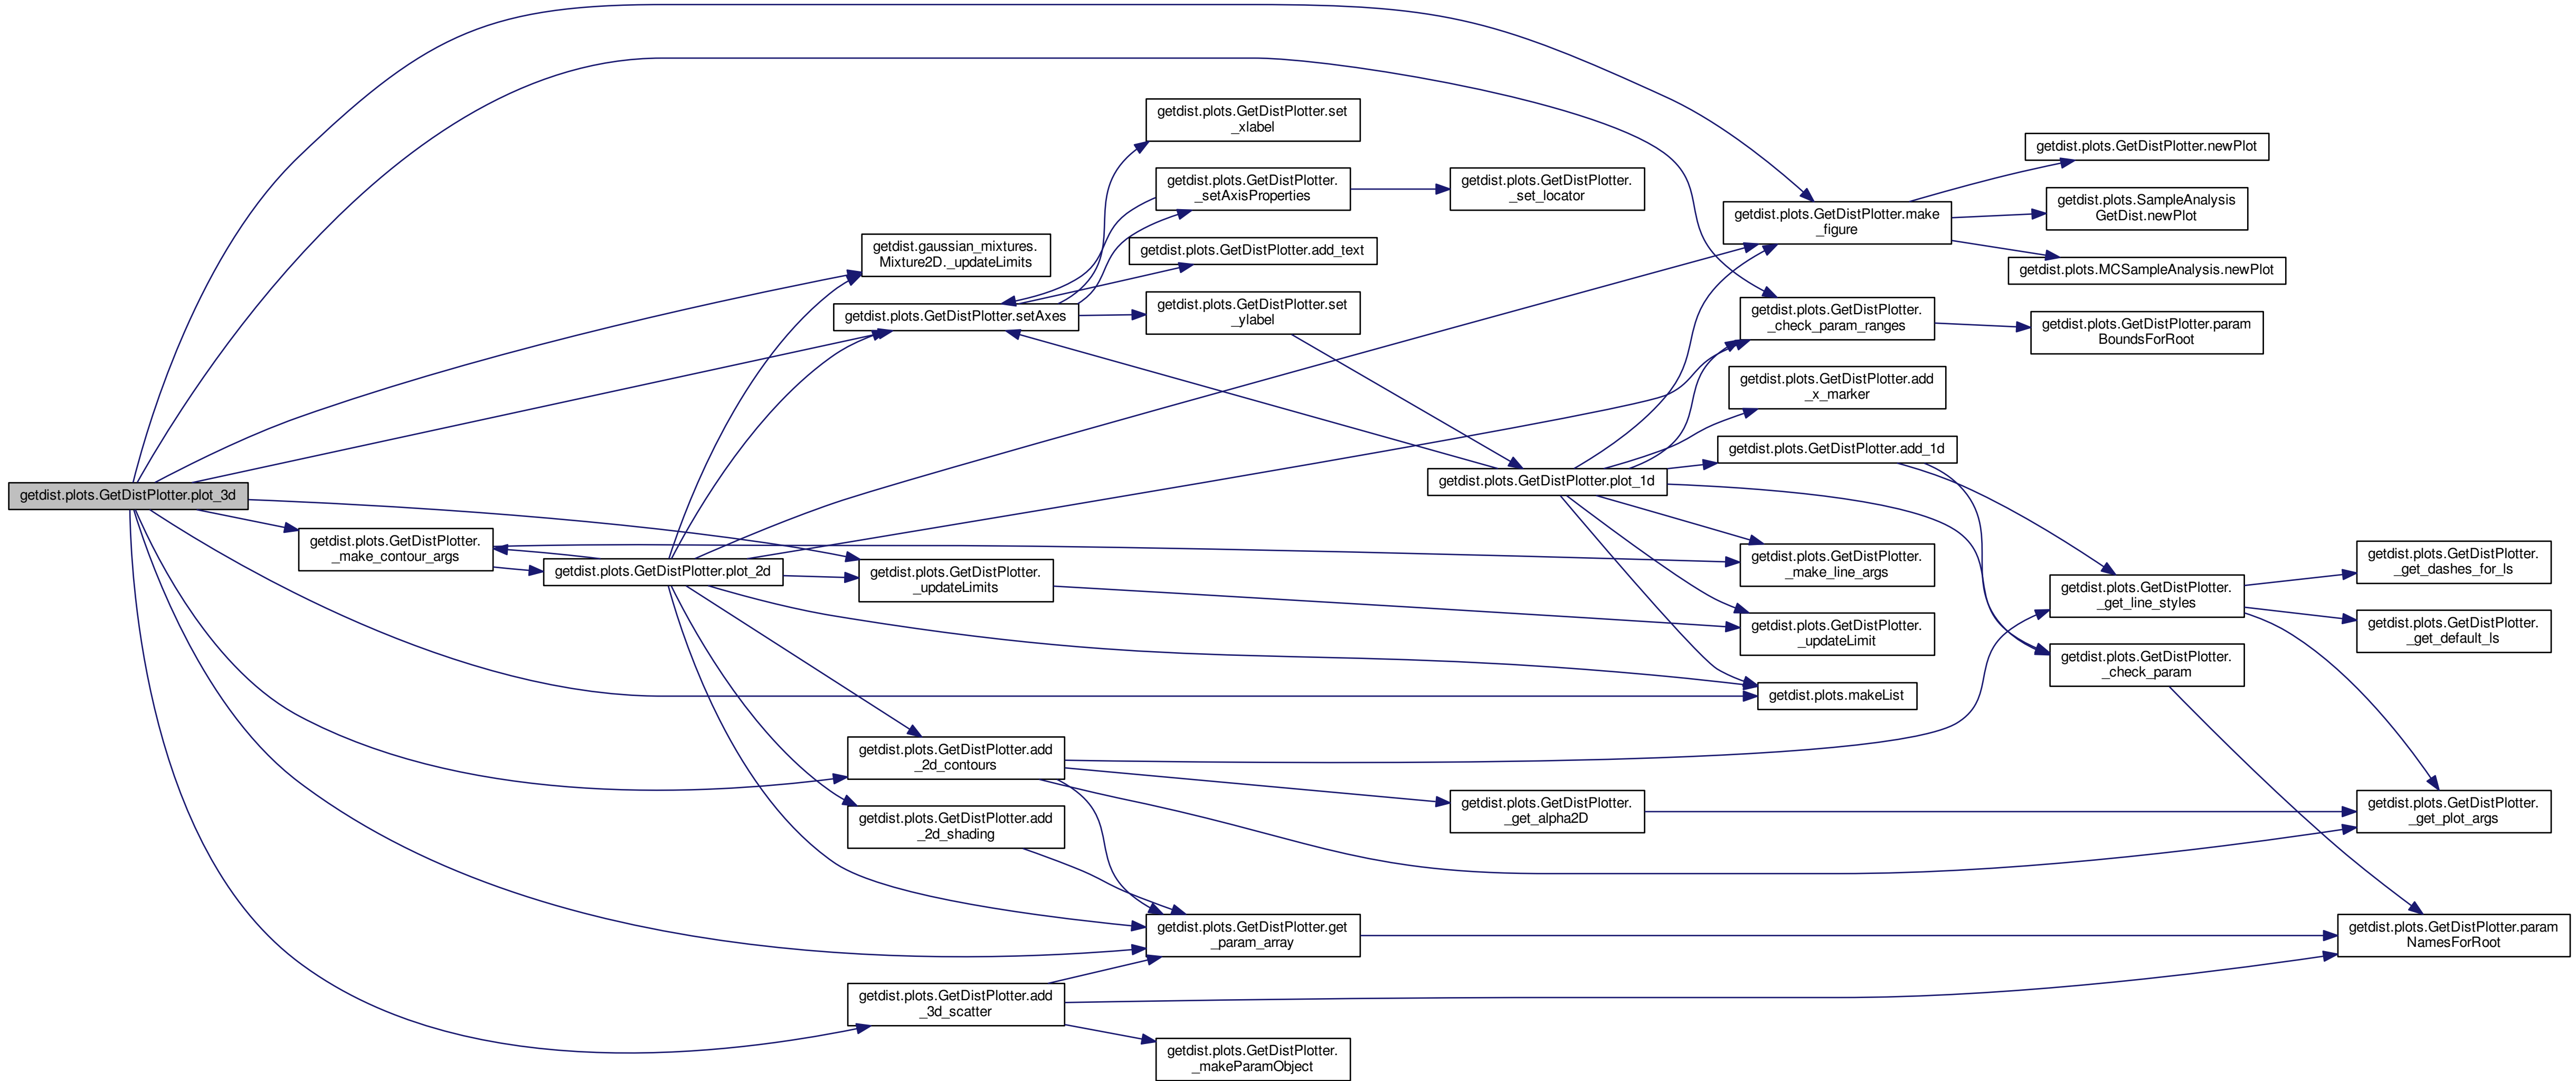 getdist.plots.GetDistPlotter.plot_3d
getdist.plots.GetDistPlotter.
_make_contour_args
getdist.plots.GetDistPlotter.plot_2d
getdist.gaussian_mixtures.
Mixture2D._updateLimits
getdist.plots.GetDistPlotter.setAxes
getdist.plots.GetDistPlotter.
_updateLimits
getdist.plots.GetDistPlotter.add
_2d_contours
getdist.plots.GetDistPlotter.add
_2d_shading
getdist.plots.GetDistPlotter.add
_3d_scatter
getdist.plots.GetDistPlotter.set
_xlabel
getdist.plots.GetDistPlotter.
_setAxisProperties
getdist.plots.GetDistPlotter.add_text
getdist.plots.GetDistPlotter.set
_ylabel
getdist.plots.GetDistPlotter.get
_param_array
getdist.plots.GetDistPlotter.
_makeParamObject
getdist.plots.GetDistPlotter.
_set_locator
getdist.plots.GetDistPlotter.plot_1d
getdist.plots.GetDistPlotter.
_get_alpha2D
getdist.plots.GetDistPlotter.make
_figure
getdist.plots.GetDistPlotter.
_check_param_ranges
getdist.plots.GetDistPlotter.add
_x_marker
getdist.plots.GetDistPlotter.add_1d
getdist.plots.GetDistPlotter.
_make_line_args
getdist.plots.GetDistPlotter.
_updateLimit
getdist.plots.makeList
getdist.plots.GetDistPlotter.newPlot
getdist.plots.SampleAnalysis
GetDist.newPlot
getdist.plots.MCSampleAnalysis.newPlot
getdist.plots.GetDistPlotter.param
BoundsForRoot
getdist.plots.GetDistPlotter.
_get_line_styles
getdist.plots.GetDistPlotter.
_check_param
getdist.plots.GetDistPlotter.
_get_dashes_for_ls
getdist.plots.GetDistPlotter.
_get_default_ls
getdist.plots.GetDistPlotter.
_get_plot_args
getdist.plots.GetDistPlotter.param
NamesForRoot